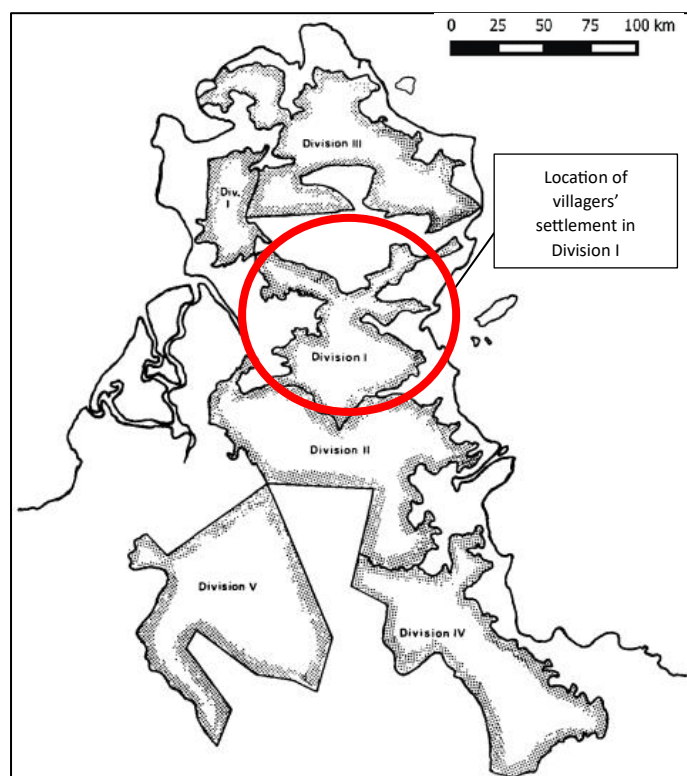 0 25 50 75 100 km
Division III
Location of
villagers’
settlement in
Division I
Div.
I
Division I
Division II
Division V
Division IV